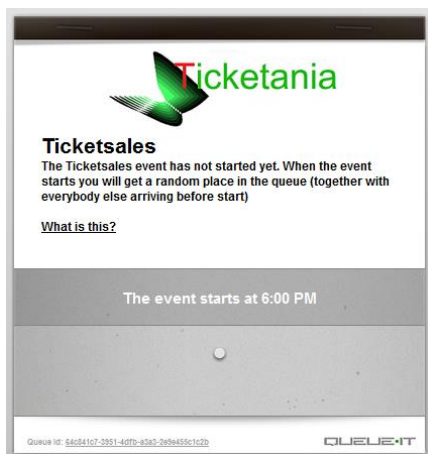 Ticketania
Ticketsales
The Ticketsales event has not started yet. When the event
starts you will get a random place in the queue (together with
everybody else arriving before start)
What is this?
The event starts at 6:00 PM
Queue id: 64c841c7-3951-4dfb-a3a3-2e9e455c1c2b
QUEUE-IT